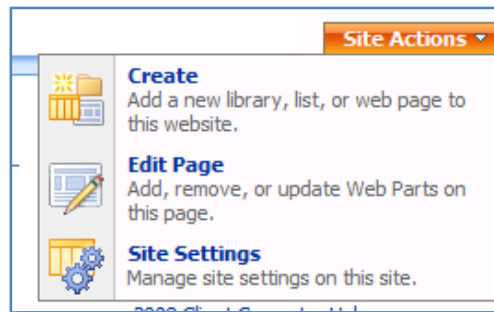 Site Actions
Create
Add a new library, list, or web page to
this website.
Edit Page
Add, remove, or update Web Parts on
this page.
Site Settings
Manage site settings on this site.